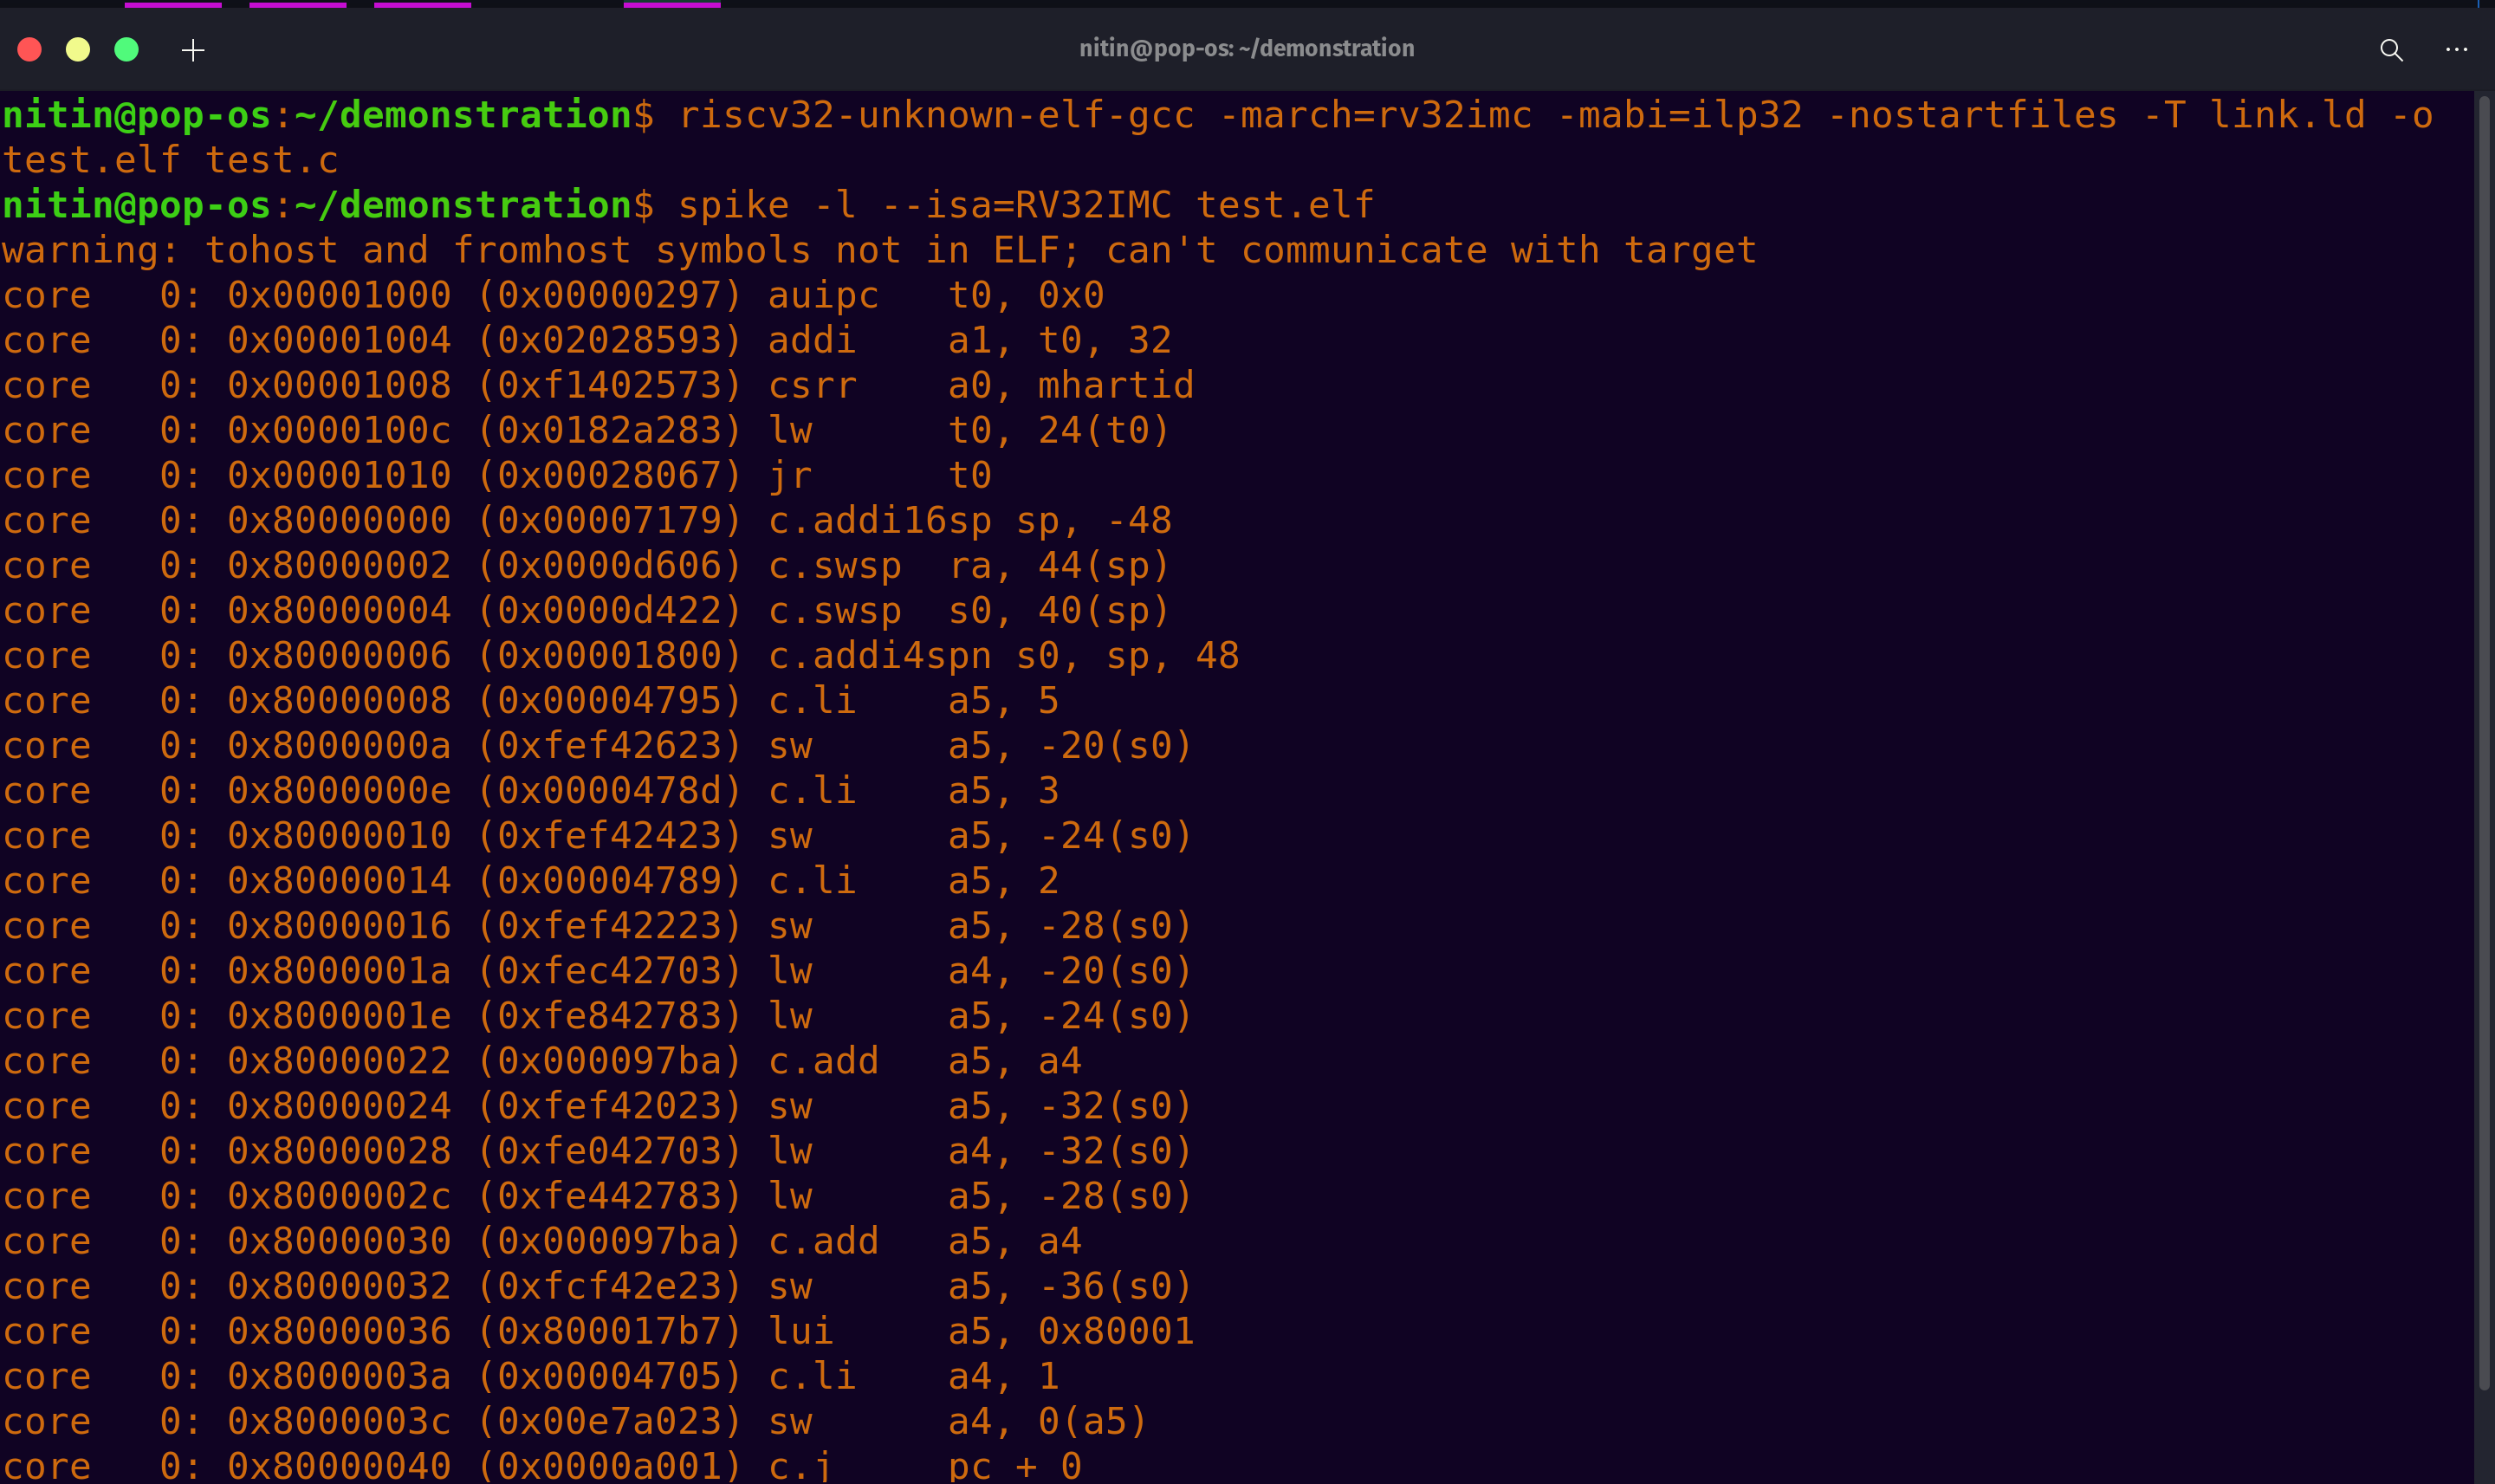 nitin@pop-os: ~/demonstration
nitin@pop-os:~/demonstration$ riscv32-unknown-elf-gcc -march=rv32imc -mabi=ilp32 -nostartfiles -T link.ld -o
test.elf test.c
nitin@pop-os:~/demonstration$ spike -l --isa=RV32IMC test.elf
warning: tohost and fromhost symbols not in ELF; can't communicate with target
core   0: 0x00001000 (0x00000297) auipc   t0, 0x0
core   0: 0x00001004 (0x02028593) addi    a1, t0, 32
core   0: 0x00001008 (0xf1402573) csrr    a0, mhartid
core   0: 0x0000100c (0x0182a283) lw      t0, 24(t0)
core   0: 0x00001010 (0x00028067) jr      t0
core   0: 0x80000000 (0x00007179) c.addi16sp sp, -48
core   0: 0x80000002 (0x0000d606) c.swsp  ra, 44(sp)
core   0: 0x80000004 (0x0000d422) c.swsp  s0, 40(sp)
core   0: 0x80000006 (0x00001800) c.addi4spn s0, sp, 48
core   0: 0x80000008 (0x00004795) c.li    a5, 5
core   0: 0x8000000a (0xfef42623) sw      a5, -20(s0)
core   0: 0x8000000e (0x0000478d) c.li    a5, 3
core   0: 0x80000010 (0xfef42423) sw      a5, -24(s0)
core   0: 0x80000014 (0x00004789) c.li    a5, 2
core   0: 0x80000016 (0xfef42223) sw      a5, -28(s0)
core   0: 0x8000001a (0xfec42703) lw      a4, -20(s0)
core   0: 0x8000001e (0xfe842783) lw      a5, -24(s0)
core   0: 0x80000022 (0x000097ba) c.add   a5, a4
core   0: 0x80000024 (0xfef42023) sw      a5, -32(s0)
core   0: 0x80000028 (0xfe042703) lw      a4, -32(s0)
core   0: 0x8000002c (0xfe442783) lw      a5, -28(s0)
core   0: 0x80000030 (0x000097ba) c.add   a5, a4
core   0: 0x80000032 (0xfcf42e23) sw      a5, -36(s0)
core   0: 0x80000036 (0x800017b7) lui     a5, 0x80001
core   0: 0x8000003a (0x00004705) c.li    a4, 1
core   0: 0x8000003c (0x00e7a023) sw      a4, 0(a5)
core   0: 0x80000040 (0x0000a001) c.j     pc + 0